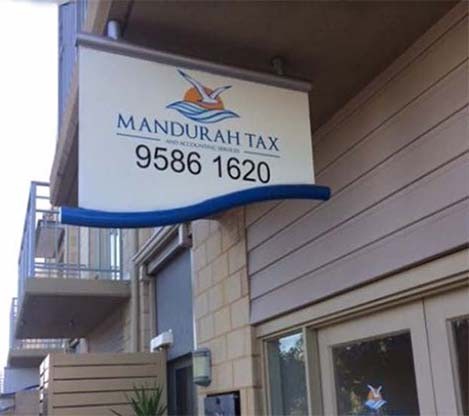 MANDURAH TAX
AND ACCOUNTING SERVICES
9586 1620